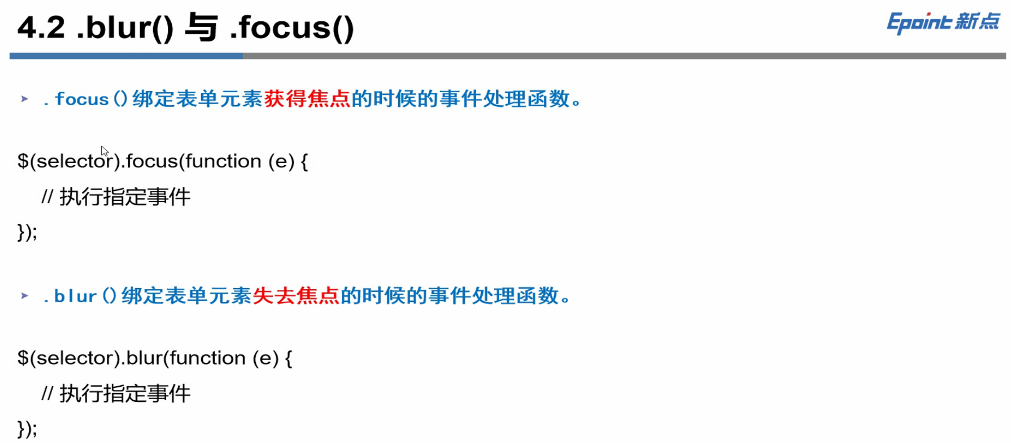 4.2 .blur() 与 .focus()
Epoint 新点
.focus()绑定表单元素获得焦点的时候的事件处理函数。
$(selector).focus(function (e) {
// 执行指定事件
});
.blur()绑定表单元素失去焦点的时候的事件处理函数。
$(selector).blur(function (e) {
// 执行指定事件
});